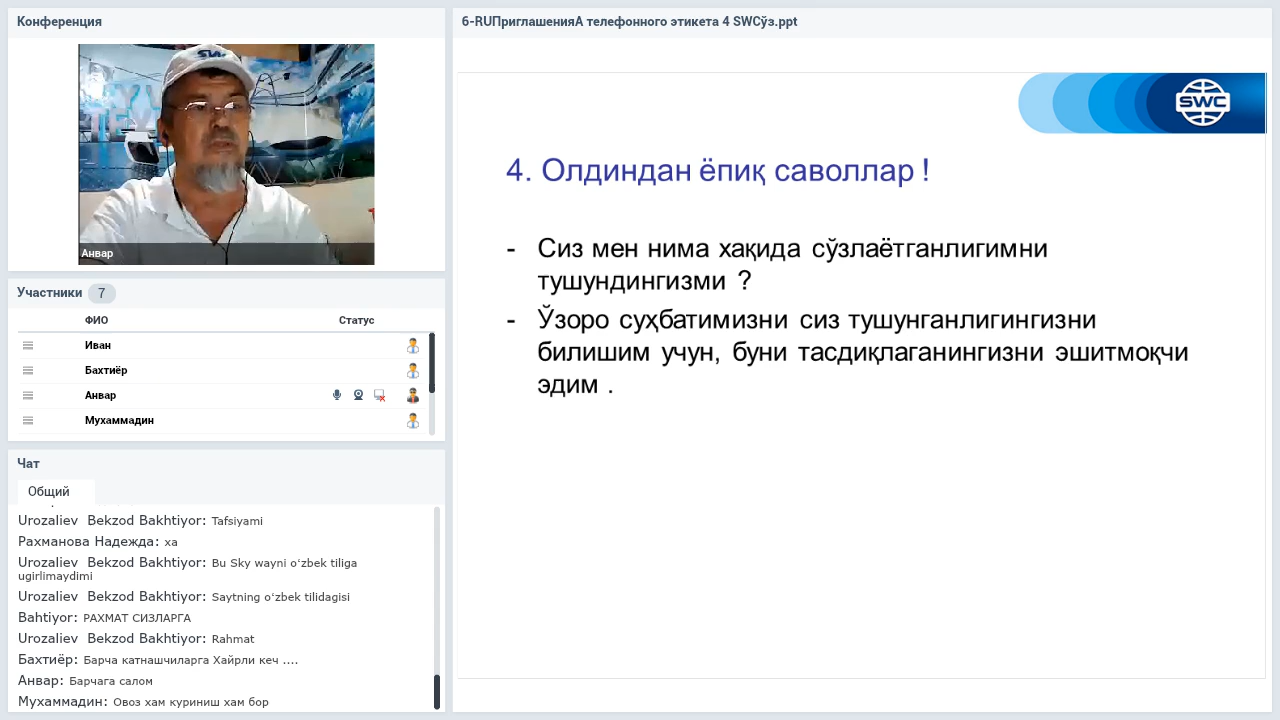 Конференция
SWC
Анвар
Участники 7
ФИО Статус
Иван
Бахтиёр
Анвар
Мухаммадин
Чат
Общий
Urozaliev Bekzod Bakhtiyor: Tafsiyami
Рахманова Надежда: ха
Urozaliev Bekzod Bakhtiyor: Bu Sky wayni o'zbek tiliga
ugirlimaydimi
Urozaliev Bekzod Bakhtiyor: Saytning o'zbek tilidagisi
Bahtiyor: РАХМАТ СИЗЛАРГА
Urozaliev Bekzod Bakhtiyor: Rahmat
Бахтиёр: Барча катнашчиларга Хайрли кеч ....
Анвар: Барчага салом
Мухаммадин: Овоз хам куриниш хам бор
6-RUПриглашенияА телефонного этикета 4 SWCўз.ppt
SWC
4. Олдиндан ёпиқ саволлар !
- Сиз мен нима хақида сўзлаётганлигимни
тушундингизми ?
- Ўзоро суҳбатимизни сиз тушунганлигингизни
билишим учун, буни тасдиқлаганингизни эшитмоқчи
эдим .